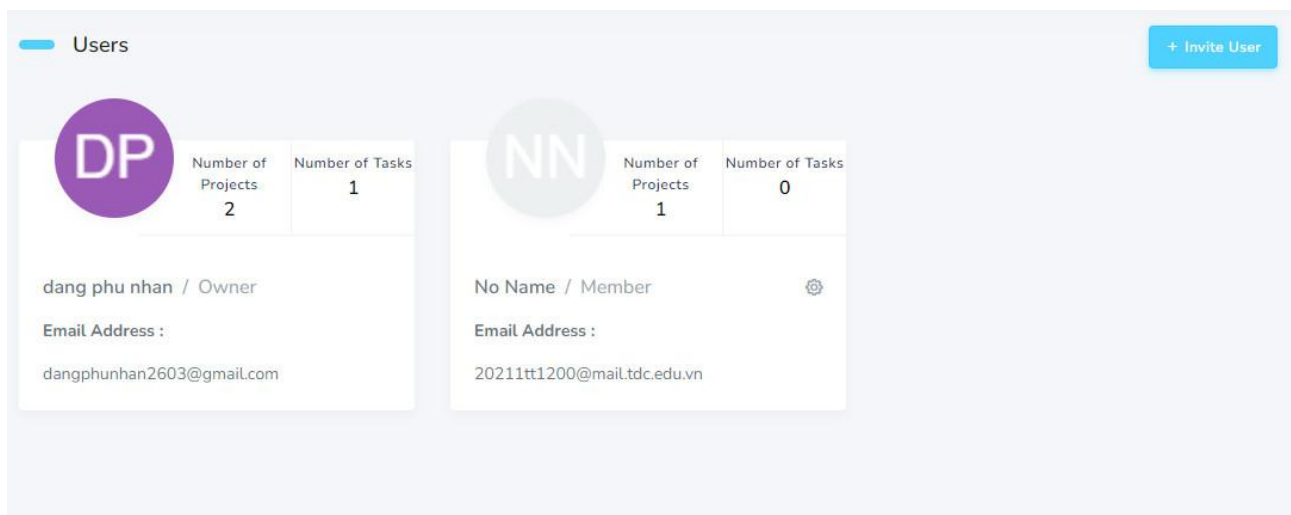 Users
+ Invite User
DP
Number of
Projects
2
Number of Tasks
1
dang phu nhan / Owner
Email Address :
dangphunhan2603@gmail.com
NN
Number of
Projects
1
Number of Tasks
0
No Name / Member
Email Address :
20211tt1200@mail.tdc.edu.vn